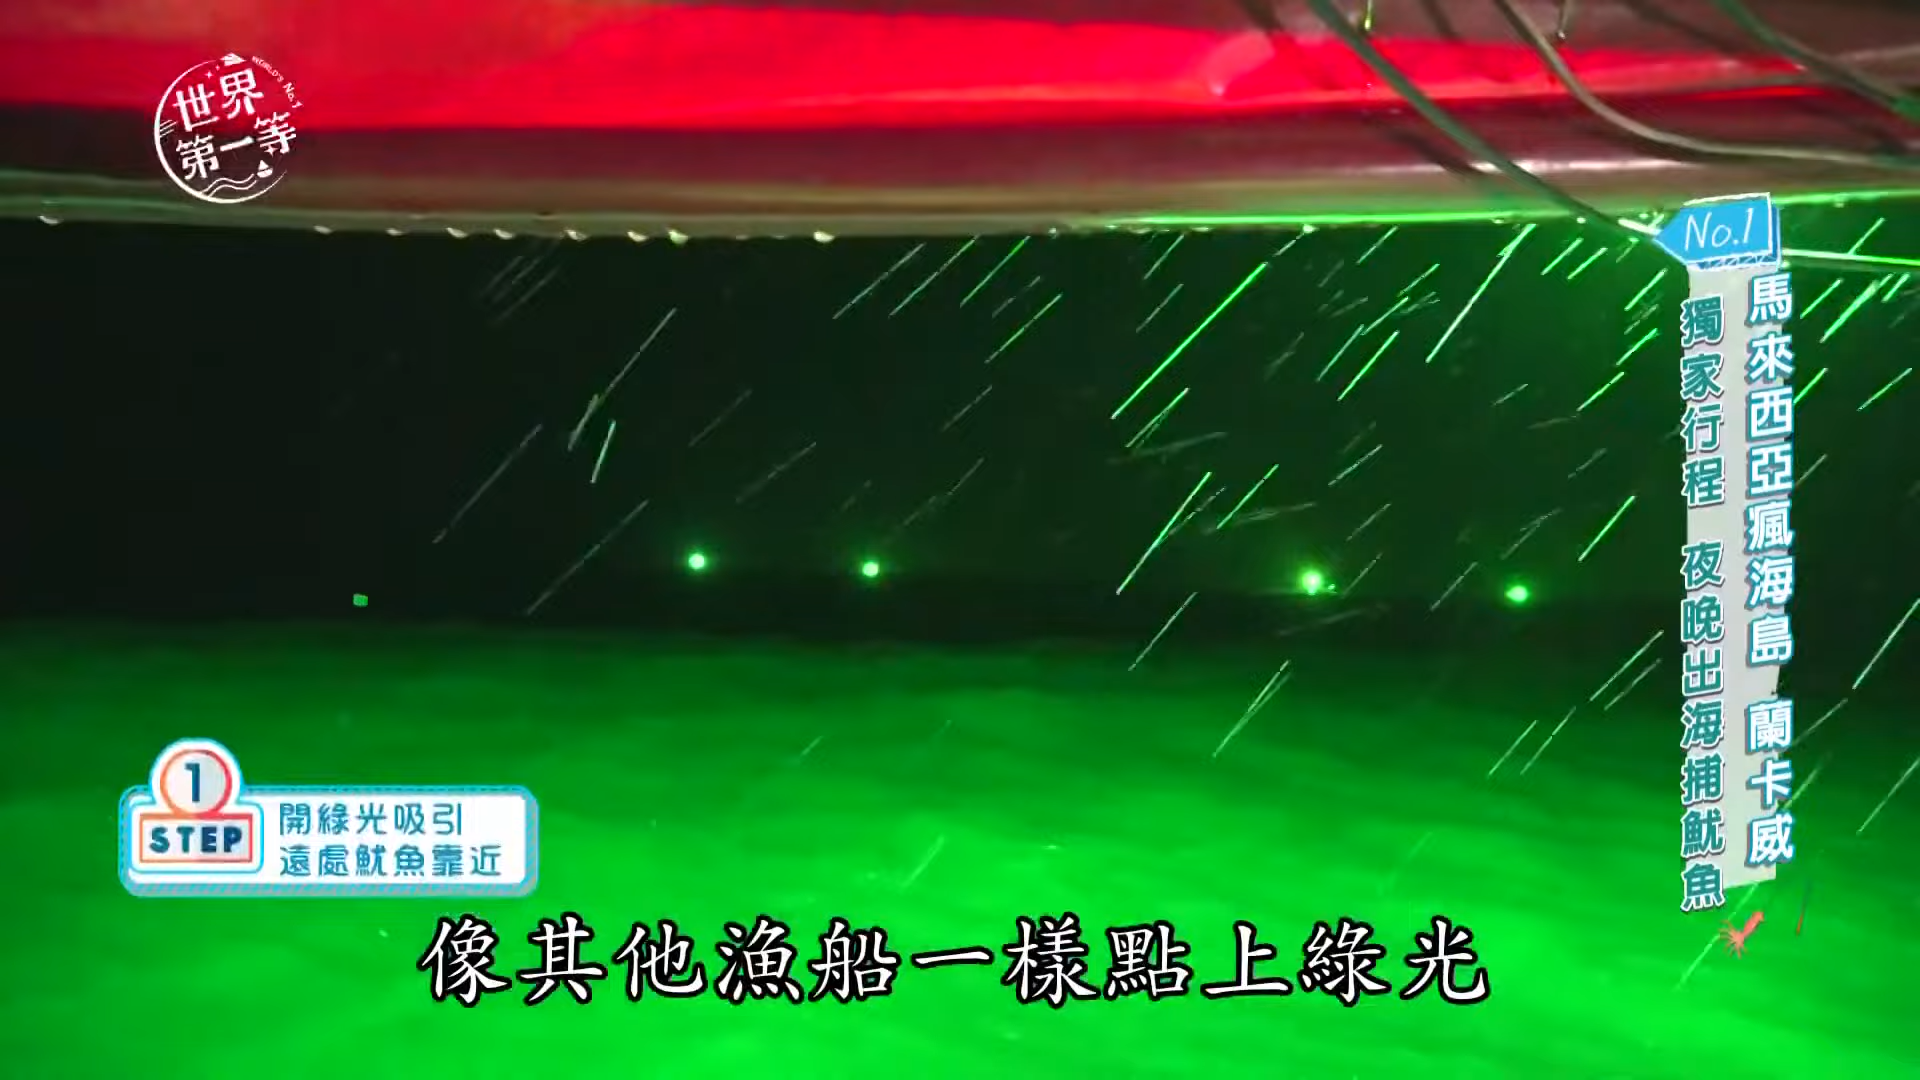 世界
第一等
WORLD'S No.1
No.1
馬來西亞瘋海島 蘭卡威
獨家行程 夜晚出海捕魷魚
1
STEP
開綠光吸引
遠處魷魚靠近
像其他漁船一樣點上綠光